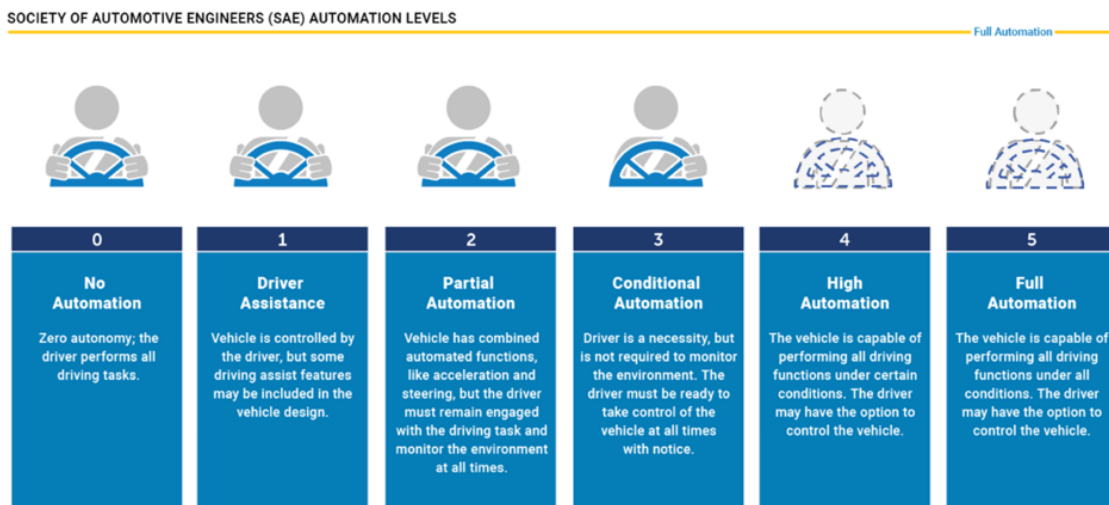 SOCIETY OF AUTOMOTIVE ENGINEERS (SAE) AUTOMATION LEVELS
Full Automation
0
No
Automation
Zero autonomy; the
driver performs all
driving tasks.
1
Driver
Assistance
Vehicle is controlled by
the driver, but some
driving assist features
may be included in the
vehicle design.
2
Partial
Automation
Vehicle has combined
automated functions,
like acceleration and
steering, but the driver
must remain engaged
with the driving task and
monitor the environment
at all times.
3
Conditional
Automation
Driver is a necessity, but
is not required to monitor
the environment. The
driver must be ready to
take control of the
vehicle at all times
with notice.
4
High
Automation
The vehicle is capable of
performing all driving
functions under certain
conditions. The driver
may have the option to
control the vehicle.
5
Full
Automation
The vehicle is capable of
performing all driving
functions under all
conditions. The driver
may have the option to
control the vehicle.